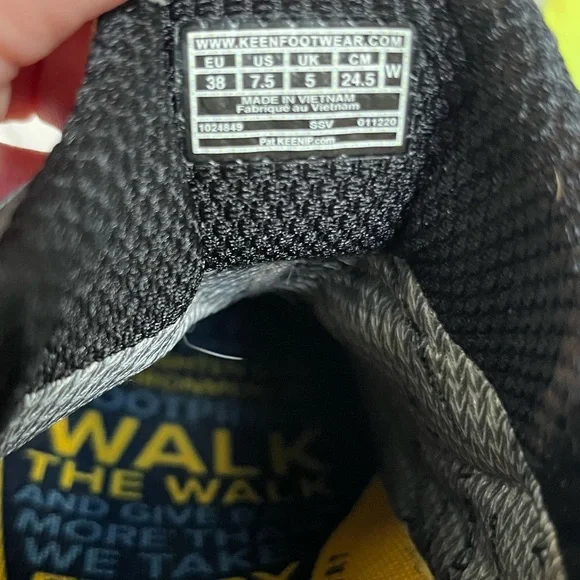 WWW.KEENFOOTWEAR.COM
EU US UK CM W
38 7.5 5 24.5
MADE IN VIETNAM
Fabriqué au Vietnam
1024849 SSV 011220
Pat.KEENIP.com
WALK
THE WALK
AND GIVE
MORE THA
WE TAKE